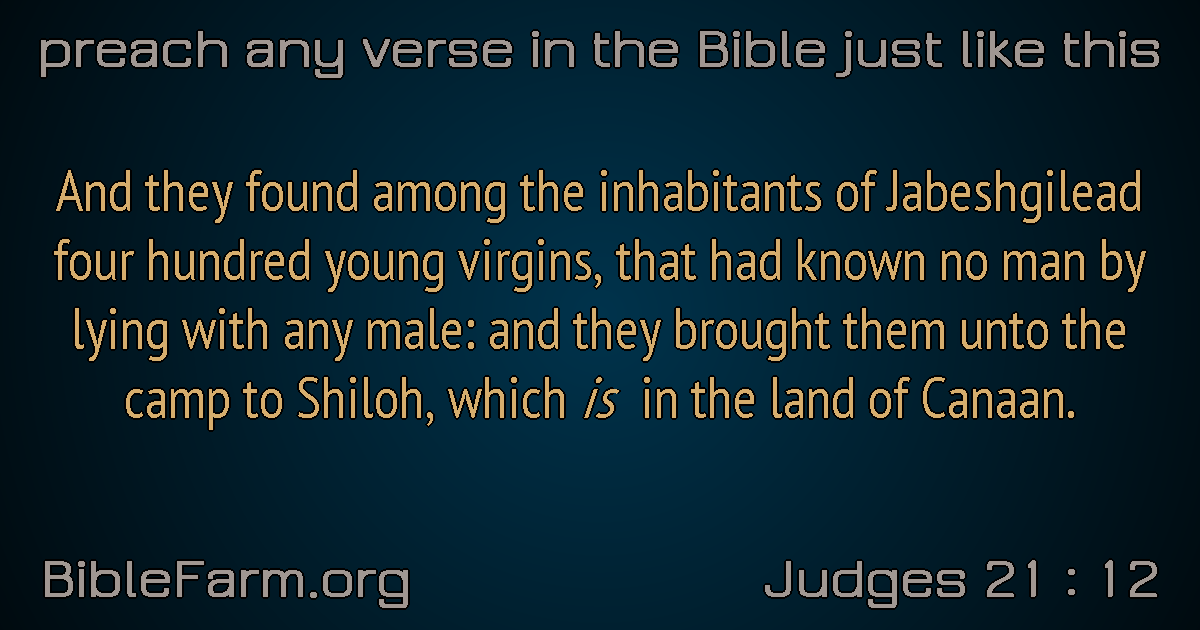 preach any verse in the Bible just like this
And they found among the inhabitants of Jabeshgilead
four hundred young virgins, that had known no man by
lying with any male: and they brought them unto the
camp to Shiloh, which is in the land of Canaan.
BibleFarm.org
Judges 21 : 12